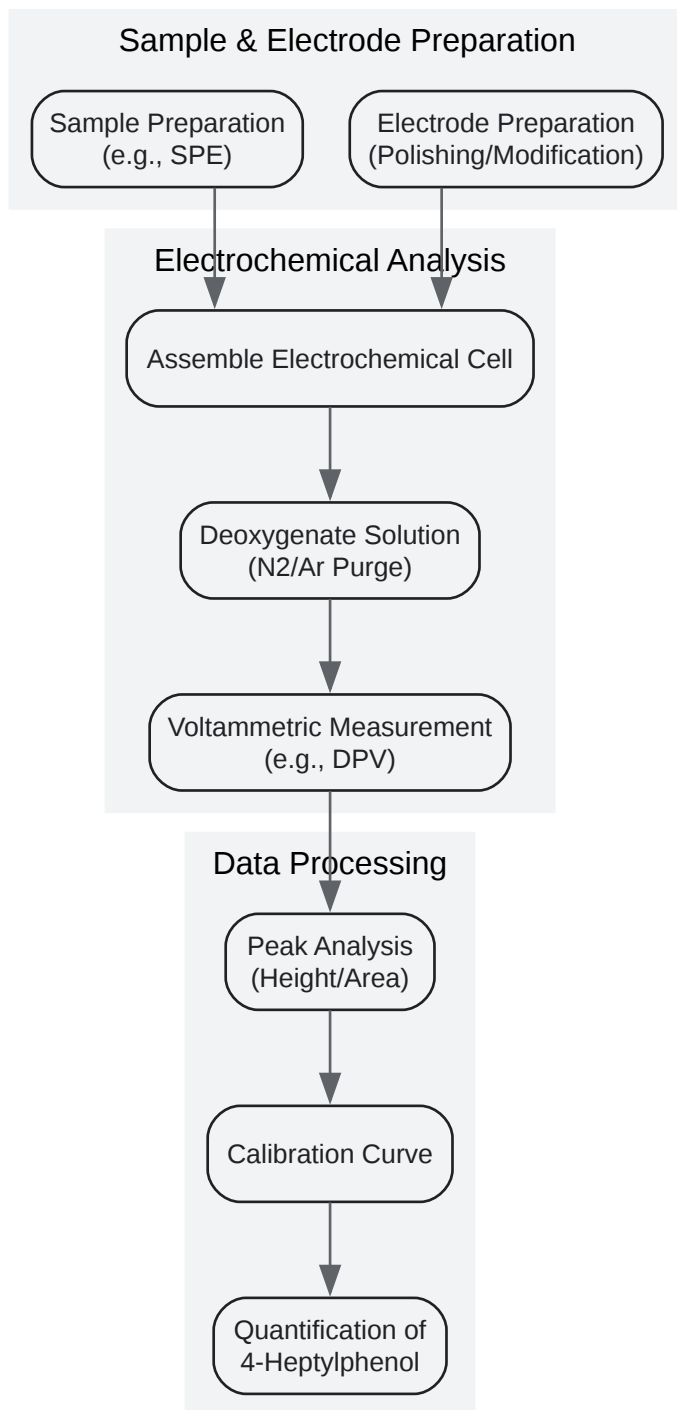 Sample & Electrode Preparation
Sample Preparation
(e.g., SPE)
Electrode Preparation
(Polishing/Modification)
Electrochemical Analysis
Assemble Electrochemical Cell
Deoxygenate Solution
(N2/Ar Purge)
Voltammetric Measurement
(e.g., DPV)
Data Processing
Peak Analysis
(Height/Area)
Calibration Curve
Quantification of
4-Heptylphenol